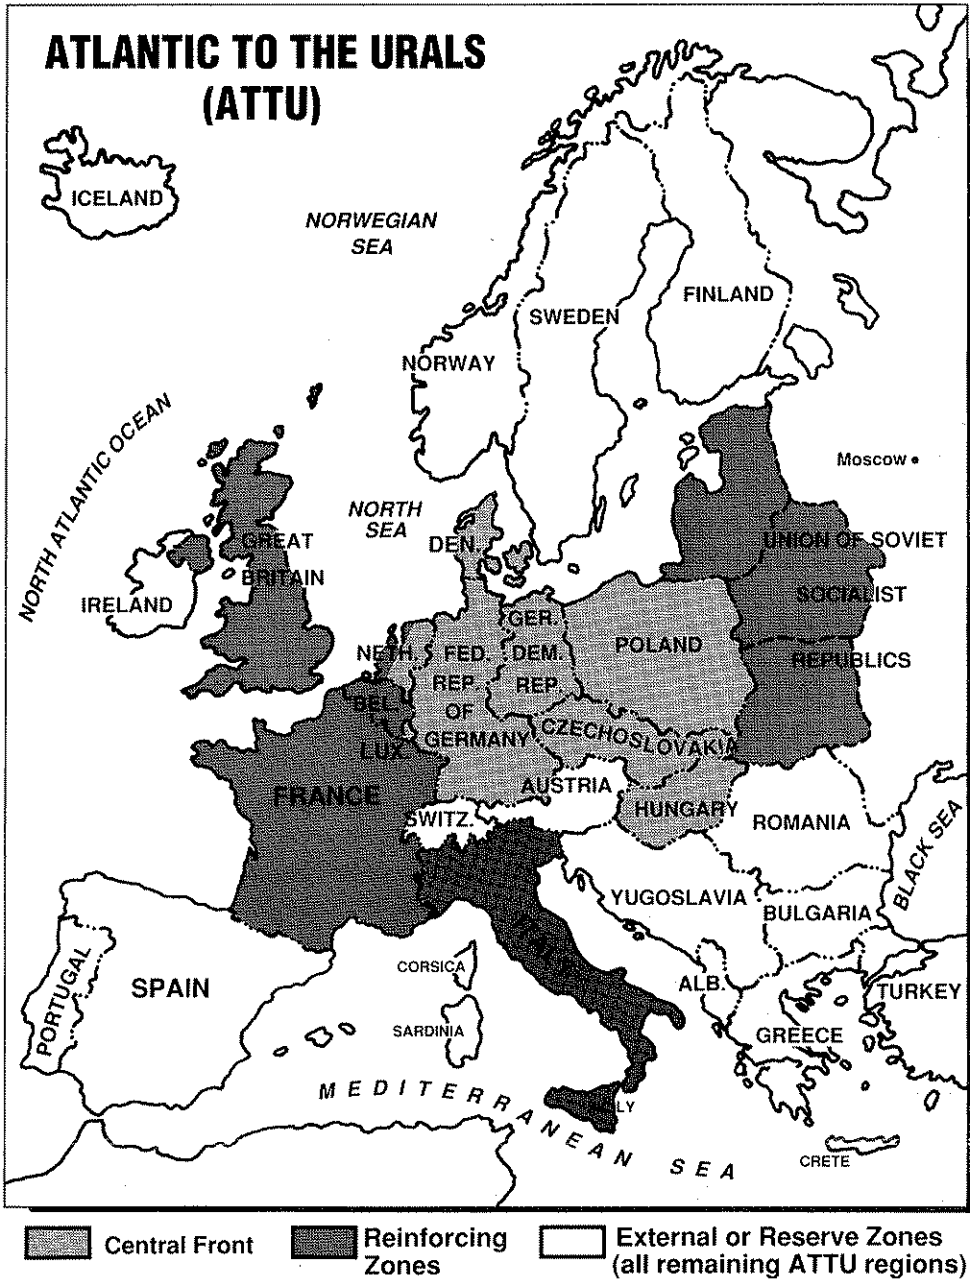 ATLANTIC TO THE URALS
(ATTU)
ICELAND
NORWEGIAN
SEA
FINLAND
SWEDEN
NORWAY
NORTH ATLANTIC OCEAN
Moscow
NORTH
SEA
DEN.
GREAT
BRITAIN
IRELAND
UNION OF SOVIET
SOCIALIST
REPUBLICS
NETH.
FED.
REP.
OF
GERMANY
GER.
DEM.
REP.
POLAND
BEL.
LUX.
CZECHOSLOVAKIA
FRANCE
AUSTRIA
SWITZ.
HUNGARY
ROMANIA
BLACK SEA
YUGOSLAVIA
BULGARIA
PORTUGAL
SPAIN
CORSICA
SARDINIA
ALB.
TURKEY
GREECE
MEDITERRANEAN SEA
CRETE
Central Front
Reinforcing
Zones
External or Reserve Zones
(all remaining ATTU regions)